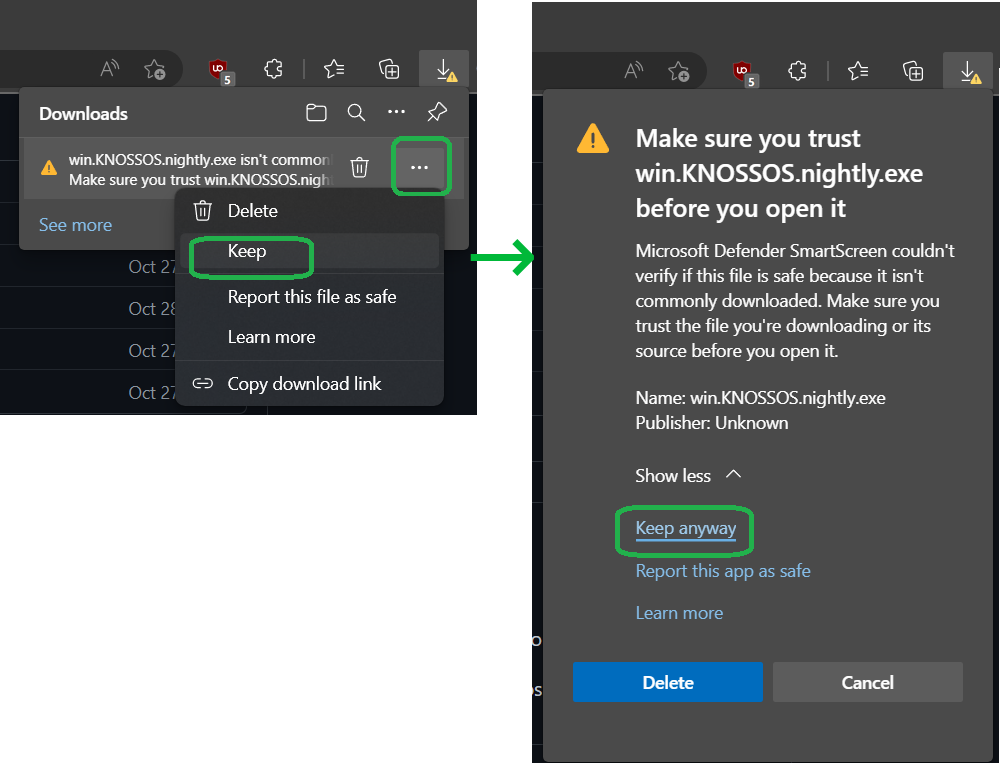 5
Downloads
win.KNOSSOS.nightly.exe isn't common
Make sure you trust win.KNOSSOS.nigh
Delete
See more
Keep
Oct 27
Report this file as safe
Oct 28
Learn more
Oct 27
Copy download link
Oct 27
5
Make sure you trust
win.KNOSSOS.nightly.exe
before you open it
Microsoft Defender SmartScreen couldn't
verify if this file is safe because it isn't
commonly downloaded. Make sure you
trust the file you're downloading or its
source before you open it.
Name: win.KNOSSOS.nightly.exe
Publisher: Unknown
Show less
Keep anyway
Report this app as safe
Learn more
Delete
Cancel